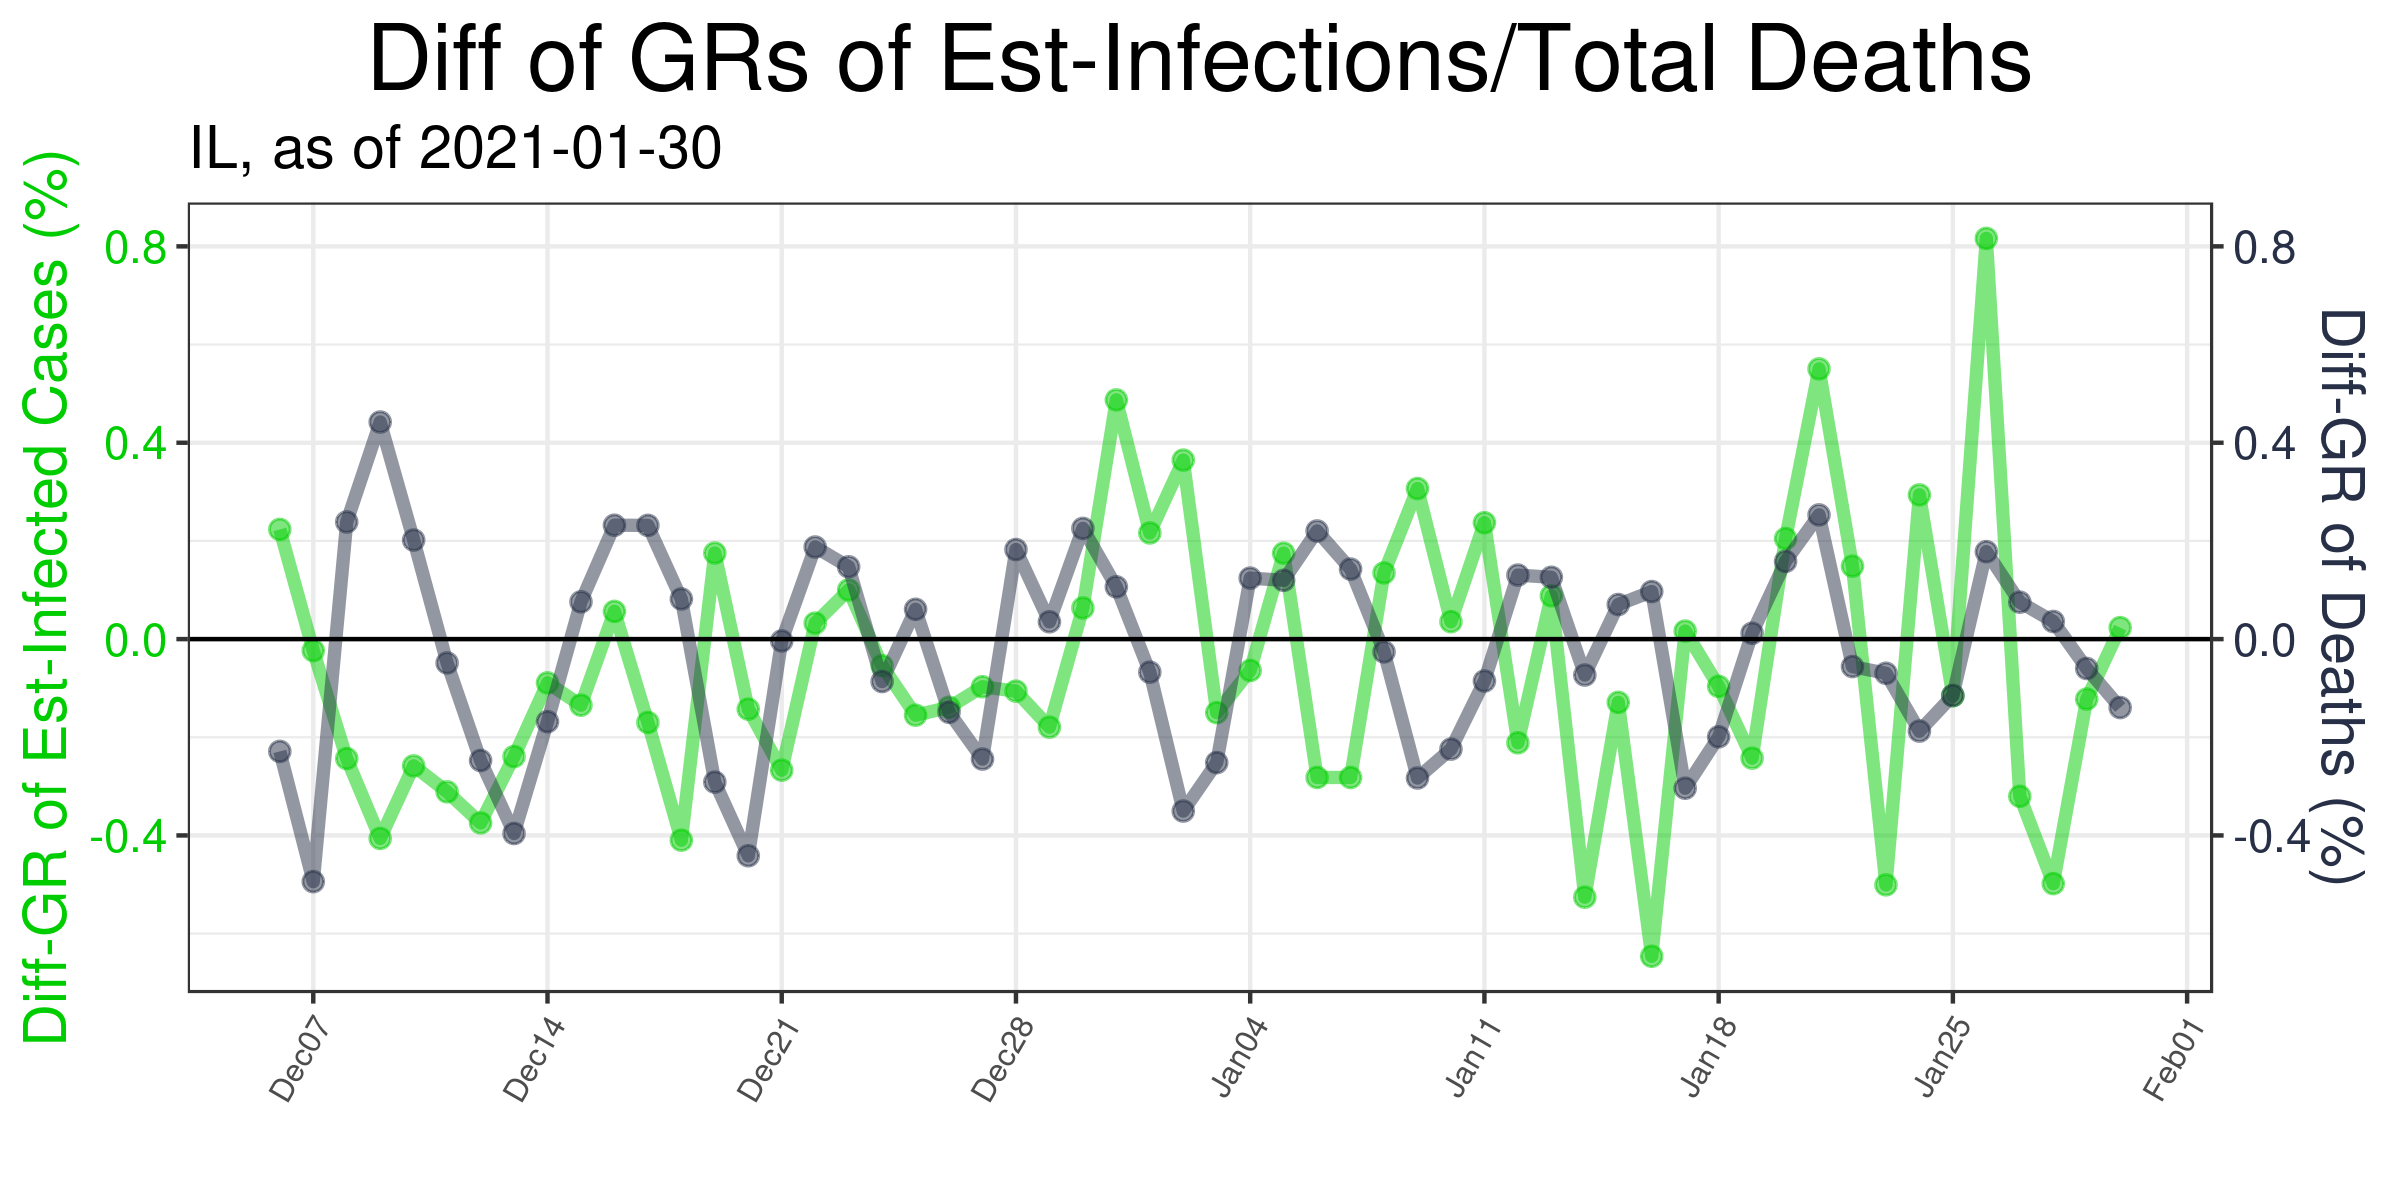 Diff of GRs of Est-Infections/Total Deaths
IL, as of 2021-01-30
Diff-GR of Est-Infected Cases (%)
0.8
0.4
0.0
-0.4
0.8
0.4
0.0
-0.4
Diff-GR of Deaths (%)
Dec07
Dec14
Dec21
Dec28
Jan04
Jan11
Jan18
Jan25
Feb01